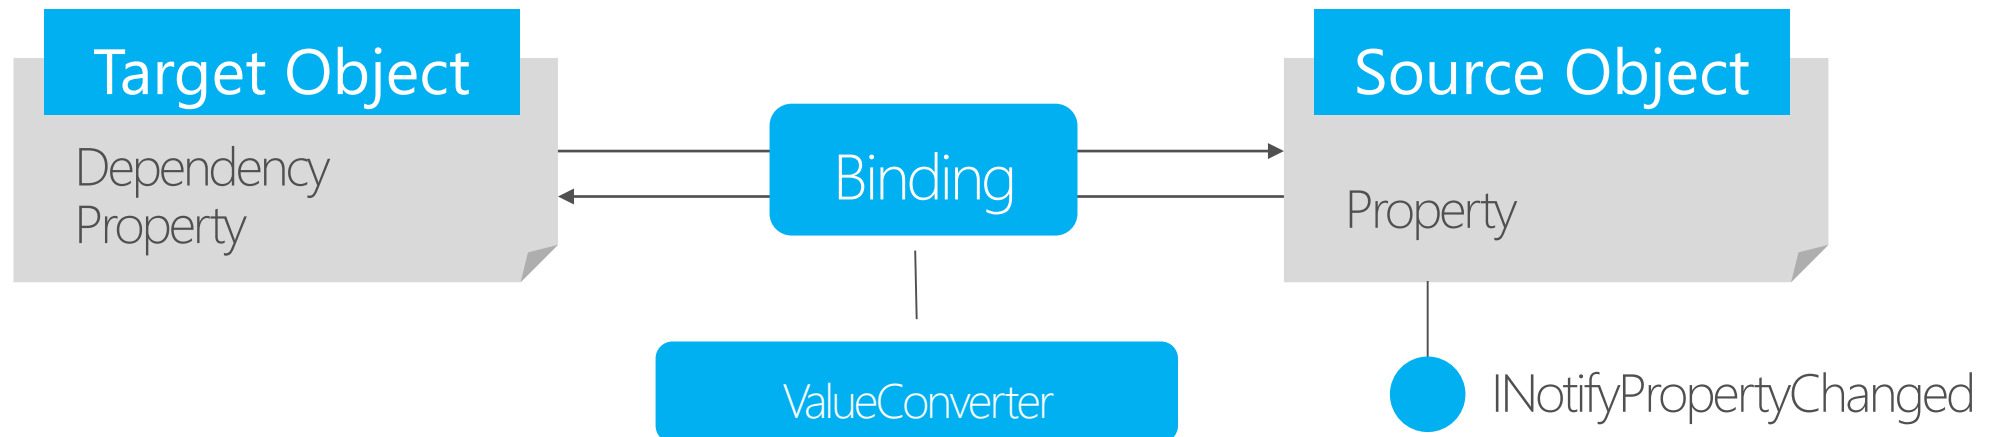 Target Object
Source Object
Dependency
Property
Binding
Property
ValueConverter
INotifyPropertyChanged